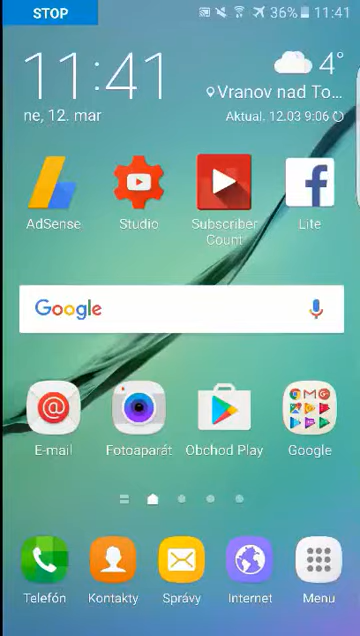 STOP
36% 11:41
11:41
4°
Vranov nad To...
ne, 12. mar
Aktual. 12.03 9:06
AdSense
Studio
Subscriber
Count
Lite
Google
E-mail
Fotoaparát
Obchod Play
Google
Telefón
Kontakty
Správy
Internet
Menu